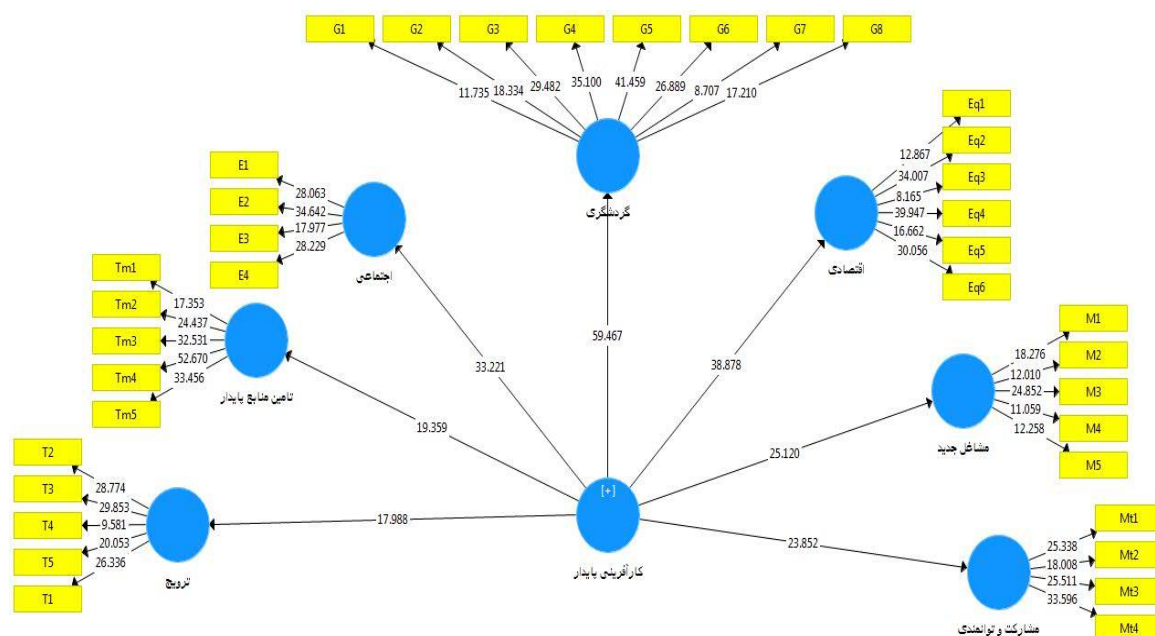 G1 G2 G3 G4 G5 G6 G7 G8
11.735 18.334 29.482 35.100 41.459 26.889 8.707 17.210
گردشگری
Eq1
Eq2
Eq3
Eq4
Eq5
Eq6
12.867
34.007
8.165
39.947
16.662
30.056
اقتصادی
E1
E2
E3
E4
28.063
34.642
17.977
28.229
اجتماعی
Tm1
Tm2
Tm3
Tm4
Tm5
17.353
24.437
32.531
52.670
33.456
تامین منابع پایدار
M1
M2
M3
M4
M5
18.276
12.010
24.852
11.059
12.258
مشاغل جدید
T2
T3
T4
T5
T1
28.774
29.853
9.581
20.053
26.336
ترویج
Mt1
Mt2
Mt3
Mt4
25.338
18.008
25.511
33.596
مشارکت و توانمندی
59.467
33.221
38.878
19.359
25.120
17.988
23.852
[+]
کارآفرینی پایدار